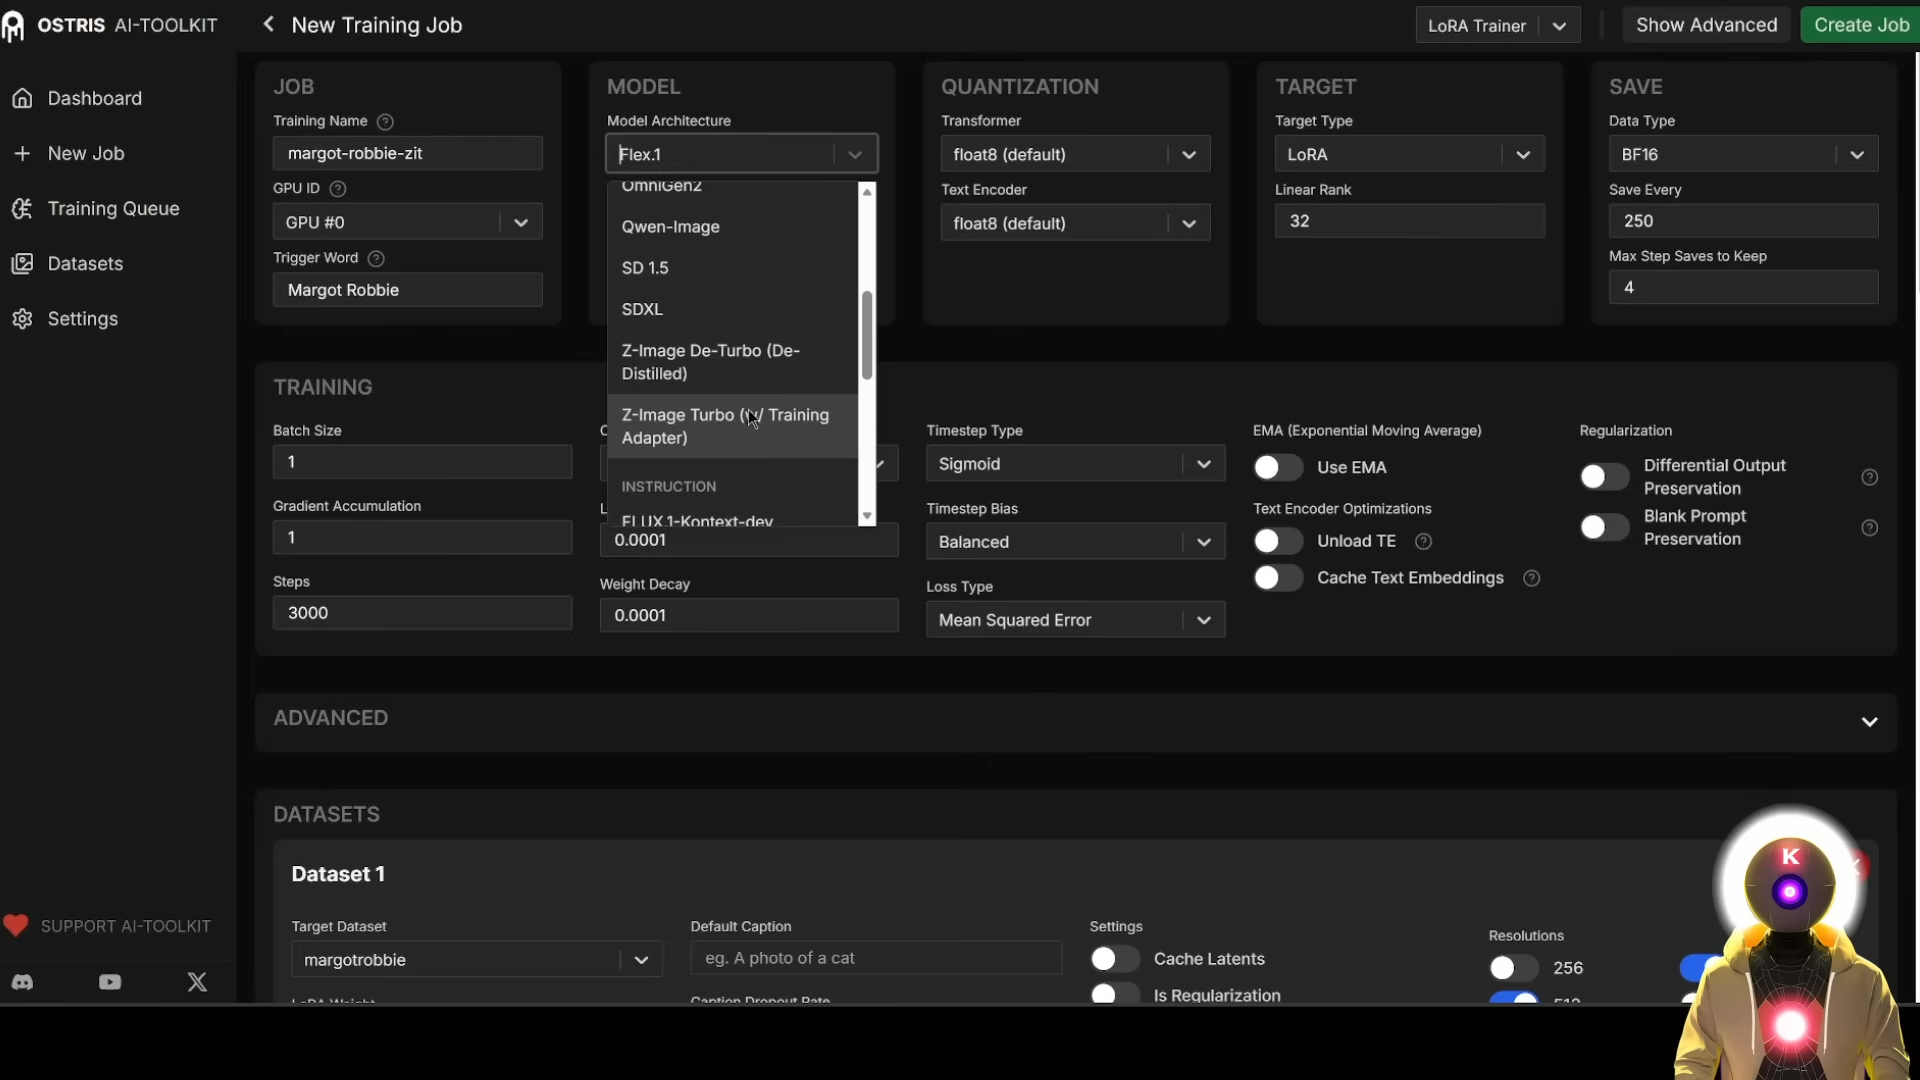 OSTRIS AI-TOOLKIT
New Training Job
LoRA Trainer
Show Advanced
Create Job
Dashboard
New Job
Training Queue
Datasets
Settings
SUPPORT AI-TOOLKIT
JOB
Training Name
margot-robbie-zit
GPU ID
GPU #0
Trigger Word
Margot Robbie
MODEL
Model Architecture
Flex.1
OmniGen2
Qwen-Image
SD 1.5
SDXL
Z-Image De-Turbo (De-
Distilled)
Z-Image Turbo (w/ Training
Adapter)
INSTRUCTION
FLUX.1-Kontext-dev
QUANTIZATION
Transformer
float8 (default)
Text Encoder
float8 (default)
TARGET
Target Type
LoRA
Linear Rank
32
SAVE
Data Type
BF16
Save Every
250
Max Step Saves to Keep
4
TRAINING
Batch Size
1
Gradient Accumulation
1
Steps
3000
0.0001
Weight Decay
0.0001
Timestep Type
Sigmoid
Timestep Bias
Balanced
Loss Type
Mean Squared Error
EMA (Exponential Moving Average)
Use EMA
Text Encoder Optimizations
Unload TE
Cache Text Embeddings
Regularization
Differential Output
Preservation
Blank Prompt
Preservation
ADVANCED
DATASETS
Dataset 1
Target Dataset
margotrobbie
LoRA Weight
Default Caption
eg. A photo of a cat
Caption Dropout Rate
Settings
Cache Latents
Is Regularization
Resolutions
256
512
K